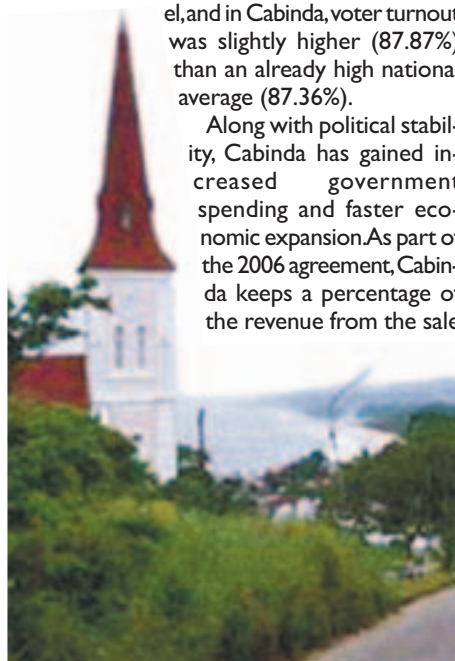 el,and in Cabinda,voter turnout
was slightly higher (87.87%)
than an already high nationa
average (87.36%).
Along with political stabil-
ity, Cabinda has gained in-
creased government
spending and faster eco-
nomic expansion.As part of
the 2006 agreement,Cabin-
da keeps a percentage of
the revenue from the sale